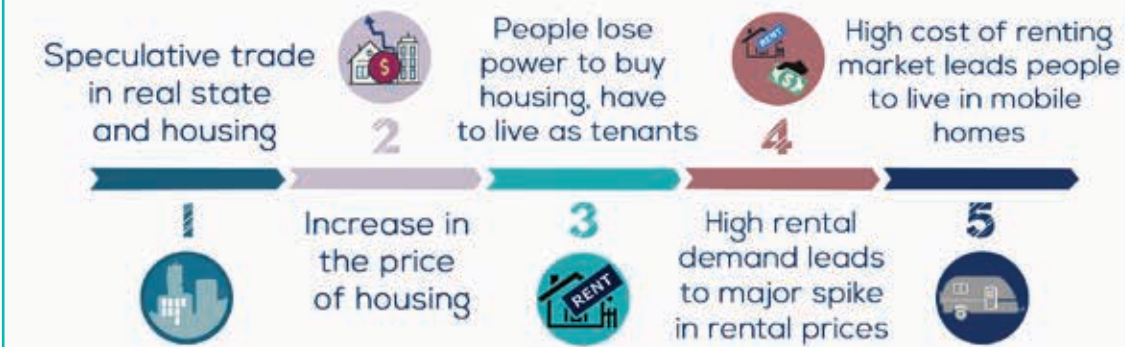 Speculative trade
in real state
and housing
1
2
Increase in
the price
of housing
People lose
power to buy
housing, have
to live as tenants
3
RENT
RENT
4
High rental
demand leads
to major spike
in rental prices
High cost of renting
market leads people
to live in mobile
homes
5